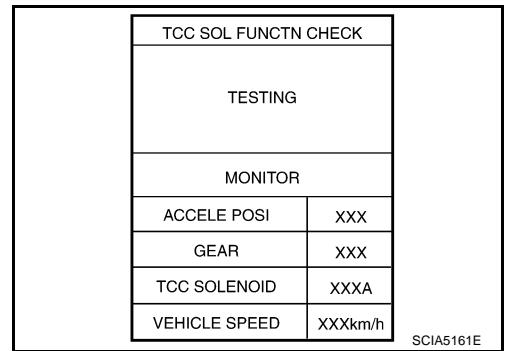 TCC SOL FUNCTN CHECK
TESTING
MONITOR
ACCELE POSI XXX
GEAR XXX
TCC SOLENOID XXXA
VEHICLE SPEED XXXkm/h
SCIA5161E